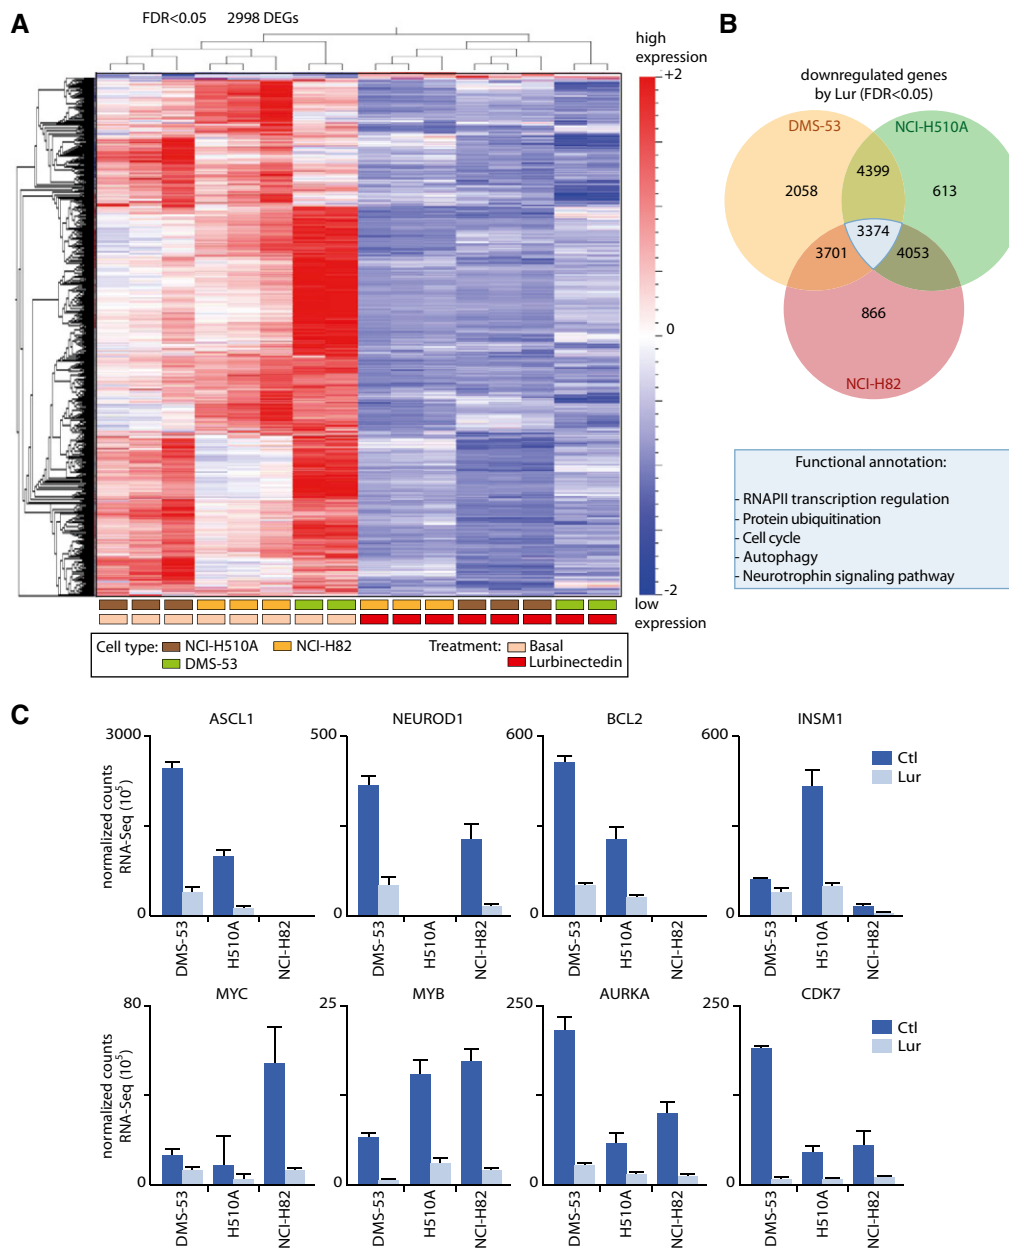 A
FDR<0.05 2998 DEGs
high
expression
+2
0
-2
low
expression
Cell type: NCI-H510A NCI-H82
DMS-53
Treatment: Basal
Lurbinectedin
B
downregulated genes
by Lur (FDR<0.05)
DMS-53
NCI-H510A
4399
2058
613
3374
3701
4053
866
NCI-H82
Functional annotation:
- RNAPII transcription regulation
- Protein ubiquitination
- Cell cycle
- Autophagy
- Neurotrophin signaling pathway
C
normalized counts
RNA-Seq (10⁵)
ASCL1
3000
0
DMS-53
H510A
NCI-H82
NEUROD1
500
0
DMS-53
H510A
NCI-H82
BCL2
600
0
DMS-53
H510A
NCI-H82
INSM1
600
0
DMS-53
H510A
NCI-H82
Ctl
Lur
normalized counts
RNA-Seq (10⁵)
MYC
80
0
DMS-53
H510A
NCI-H82
MYB
25
0
DMS-53
H510A
NCI-H82
AURKA
250
0
DMS-53
H510A
NCI-H82
CDK7
250
0
DMS-53
H510A
NCI-H82
Ctl
Lur